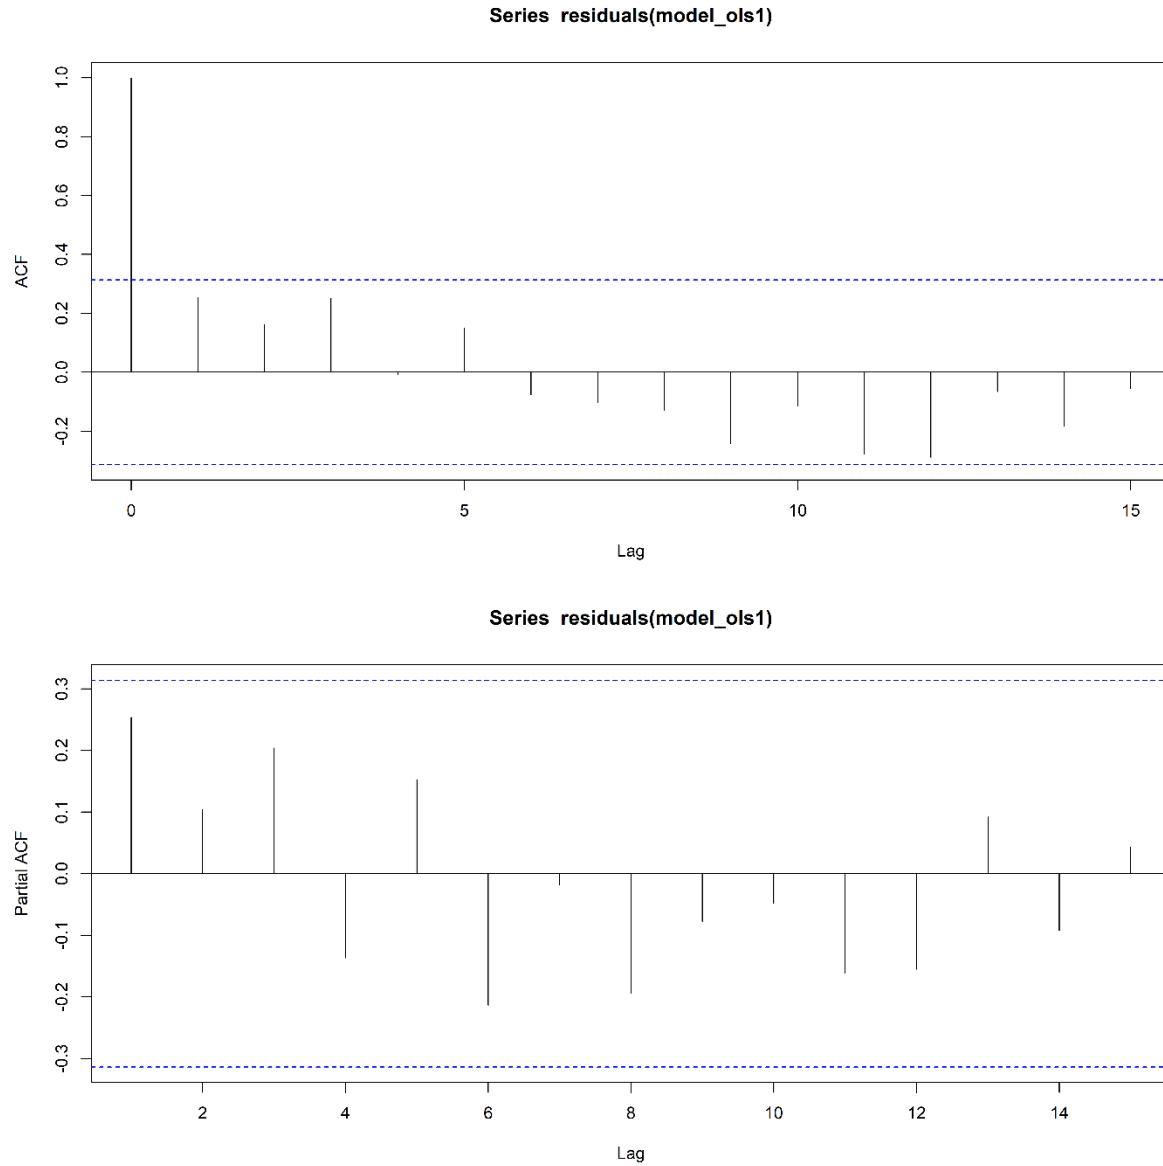 Series residuals(model_ols1)
ACF
1.0
0.8
0.6
0.4
0.2
0.0
-0.2
0 5 10 15
Lag
Series residuals(model_ols1)
Partial ACF
0.3
0.2
0.1
0.0
-0.1
-0.2
-0.3
2 4 6 8 10 12 14
Lag